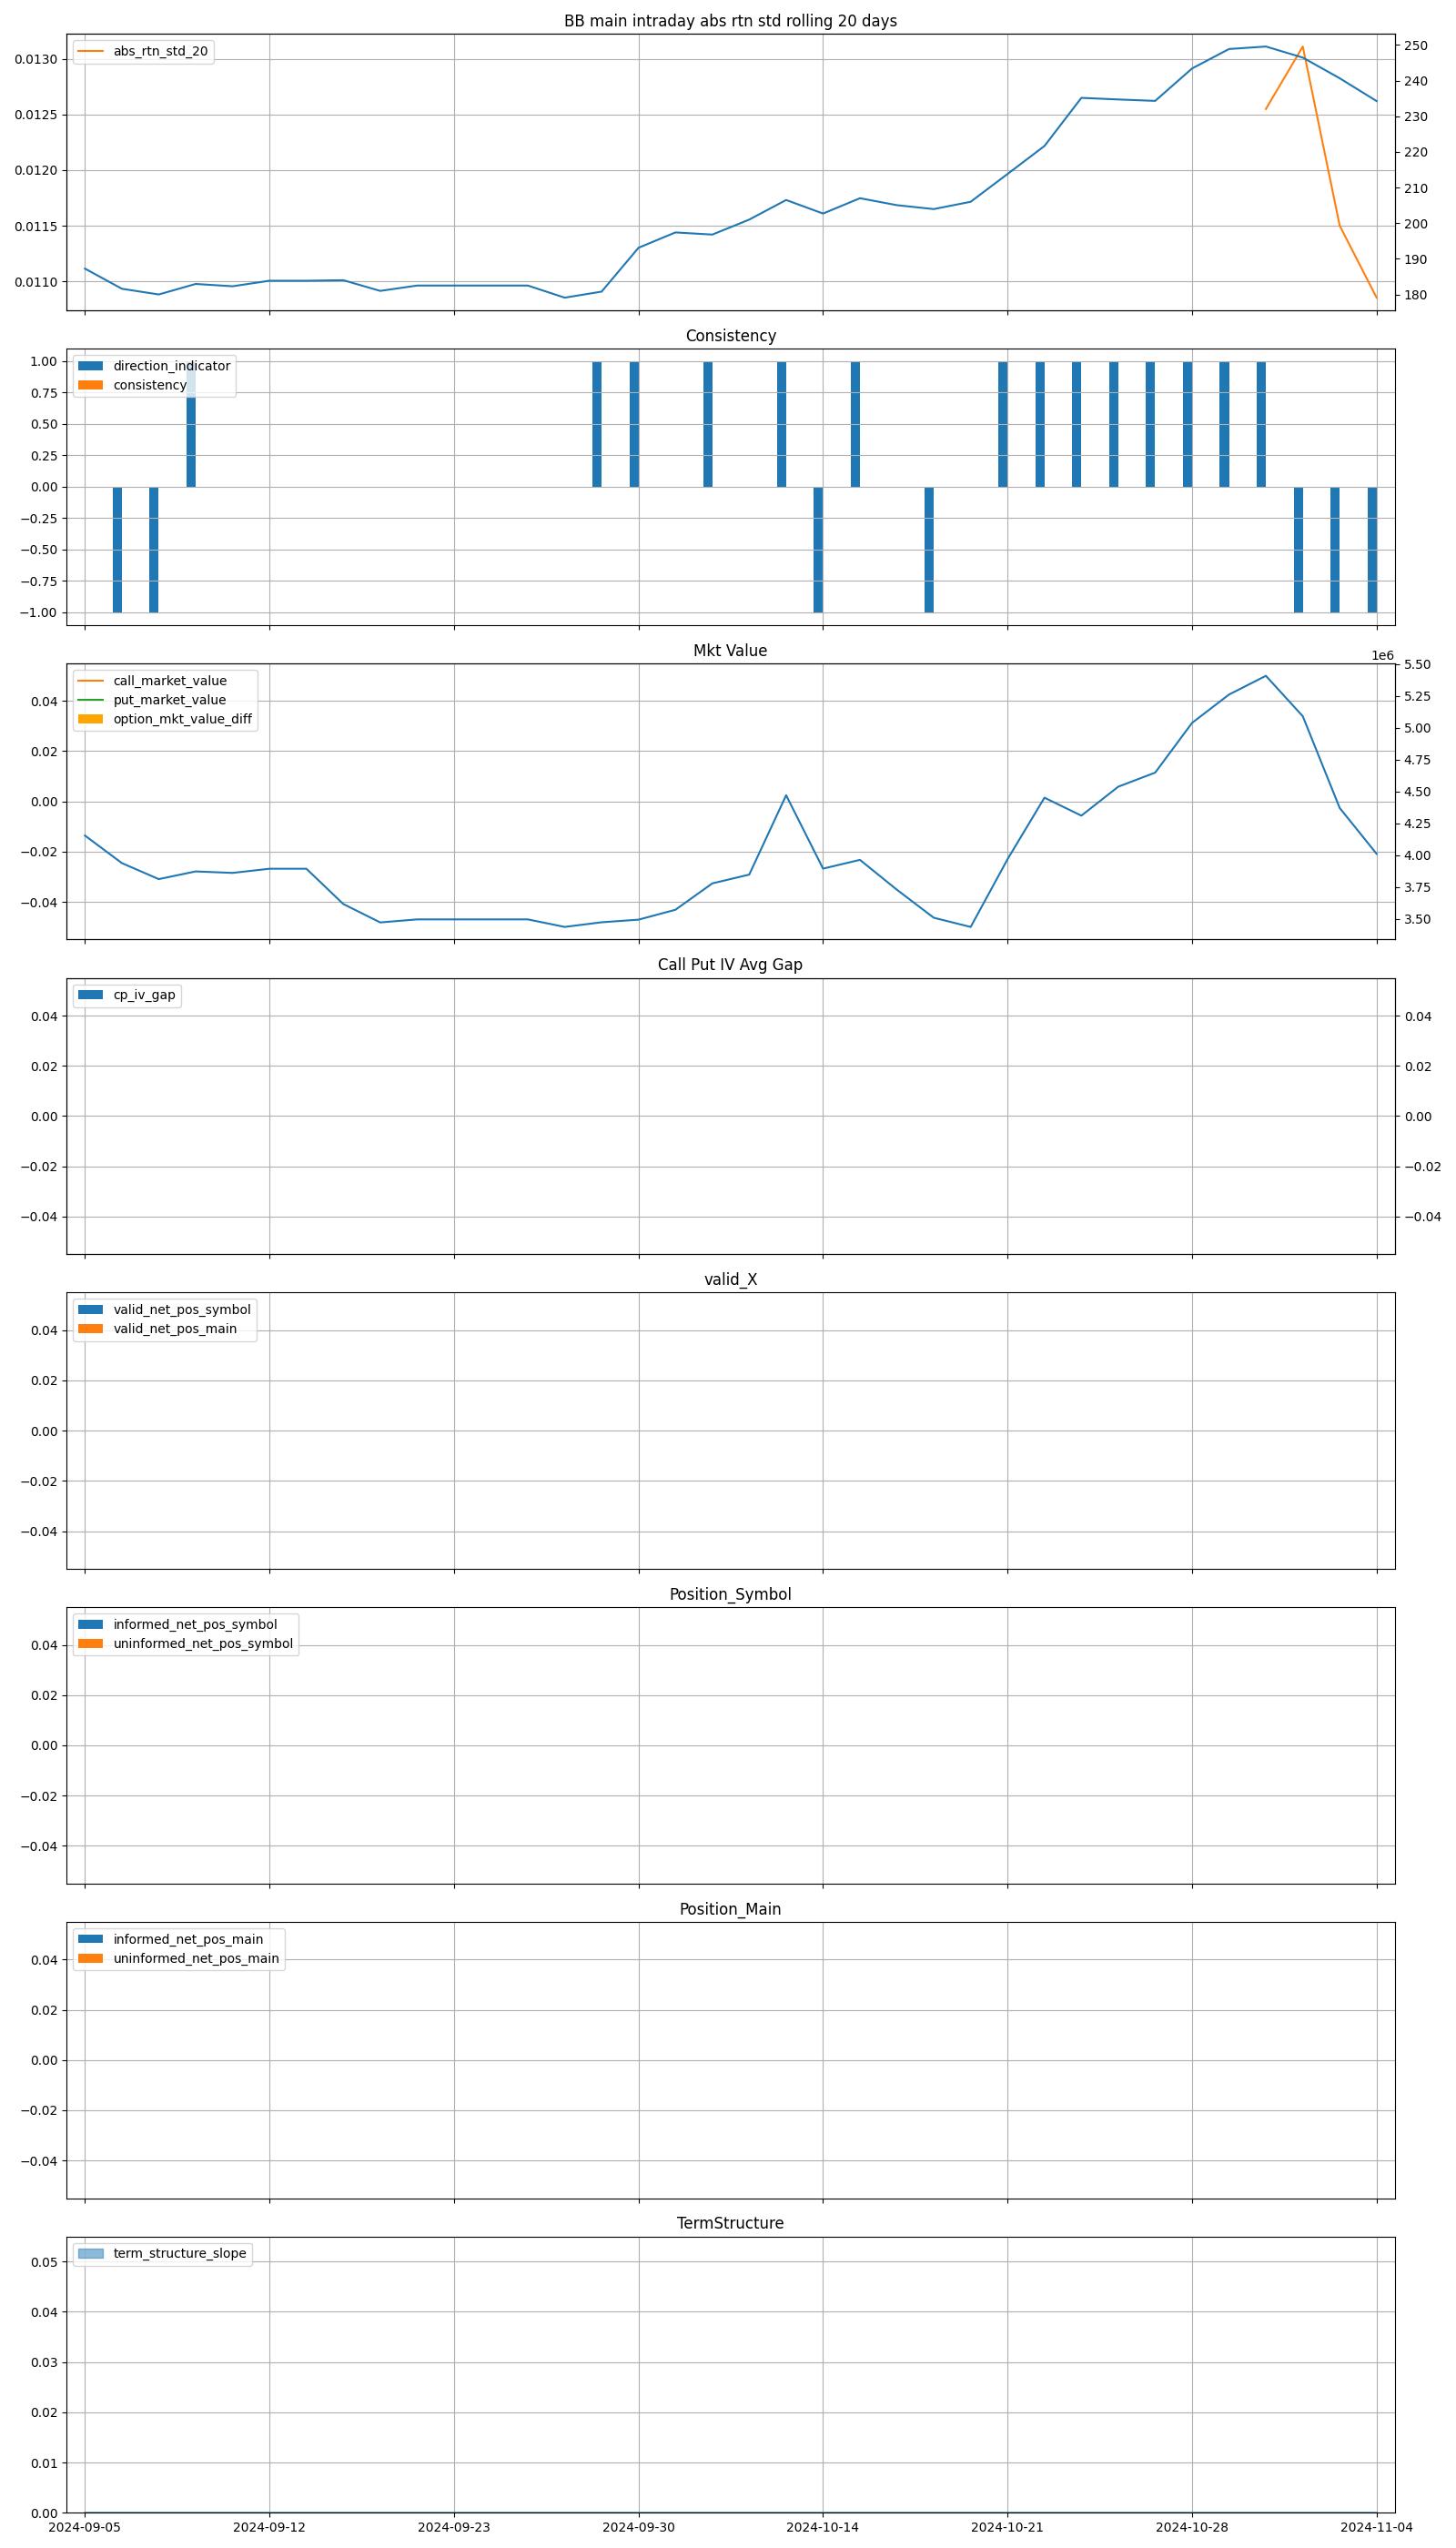 BB main intraday abs rtn std rolling 20 days
abs_rtn_std_20
0.0130
0.0125
0.0120
0.0115
0.0110
250
240
230
220
210
200
190
180
Consistency
direction_indicator
consistency
1.00
0.75
0.50
0.25
0.00
−0.25
−0.50
−0.75
−1.00
Mkt Value
1e6
call_market_value
put_market_value
option_mkt_value_diff
0.04
0.02
0.00
−0.02
−0.04
5.50
5.25
5.00
4.75
4.50
4.25
4.00
3.75
3.50
Call Put IV Avg Gap
cp_iv_gap
0.04
0.02
0.00
−0.02
−0.04
0.04
0.02
0.00
−0.02
−0.04
valid_X
valid_net_pos_symbol
valid_net_pos_main
0.04
0.02
0.00
−0.02
−0.04
Position_Symbol
informed_net_pos_symbol
uninformed_net_pos_symbol
0.04
0.02
0.00
−0.02
−0.04
Position_Main
informed_net_pos_main
uninformed_net_pos_main
0.04
0.02
0.00
−0.02
−0.04
TermStructure
term_structure_slope
0.05
0.04
0.03
0.02
0.01
0.00
2024-09-05 2024-09-12 2024-09-23 2024-09-30 2024-10-14 2024-10-21 2024-10-28 2024-11-04